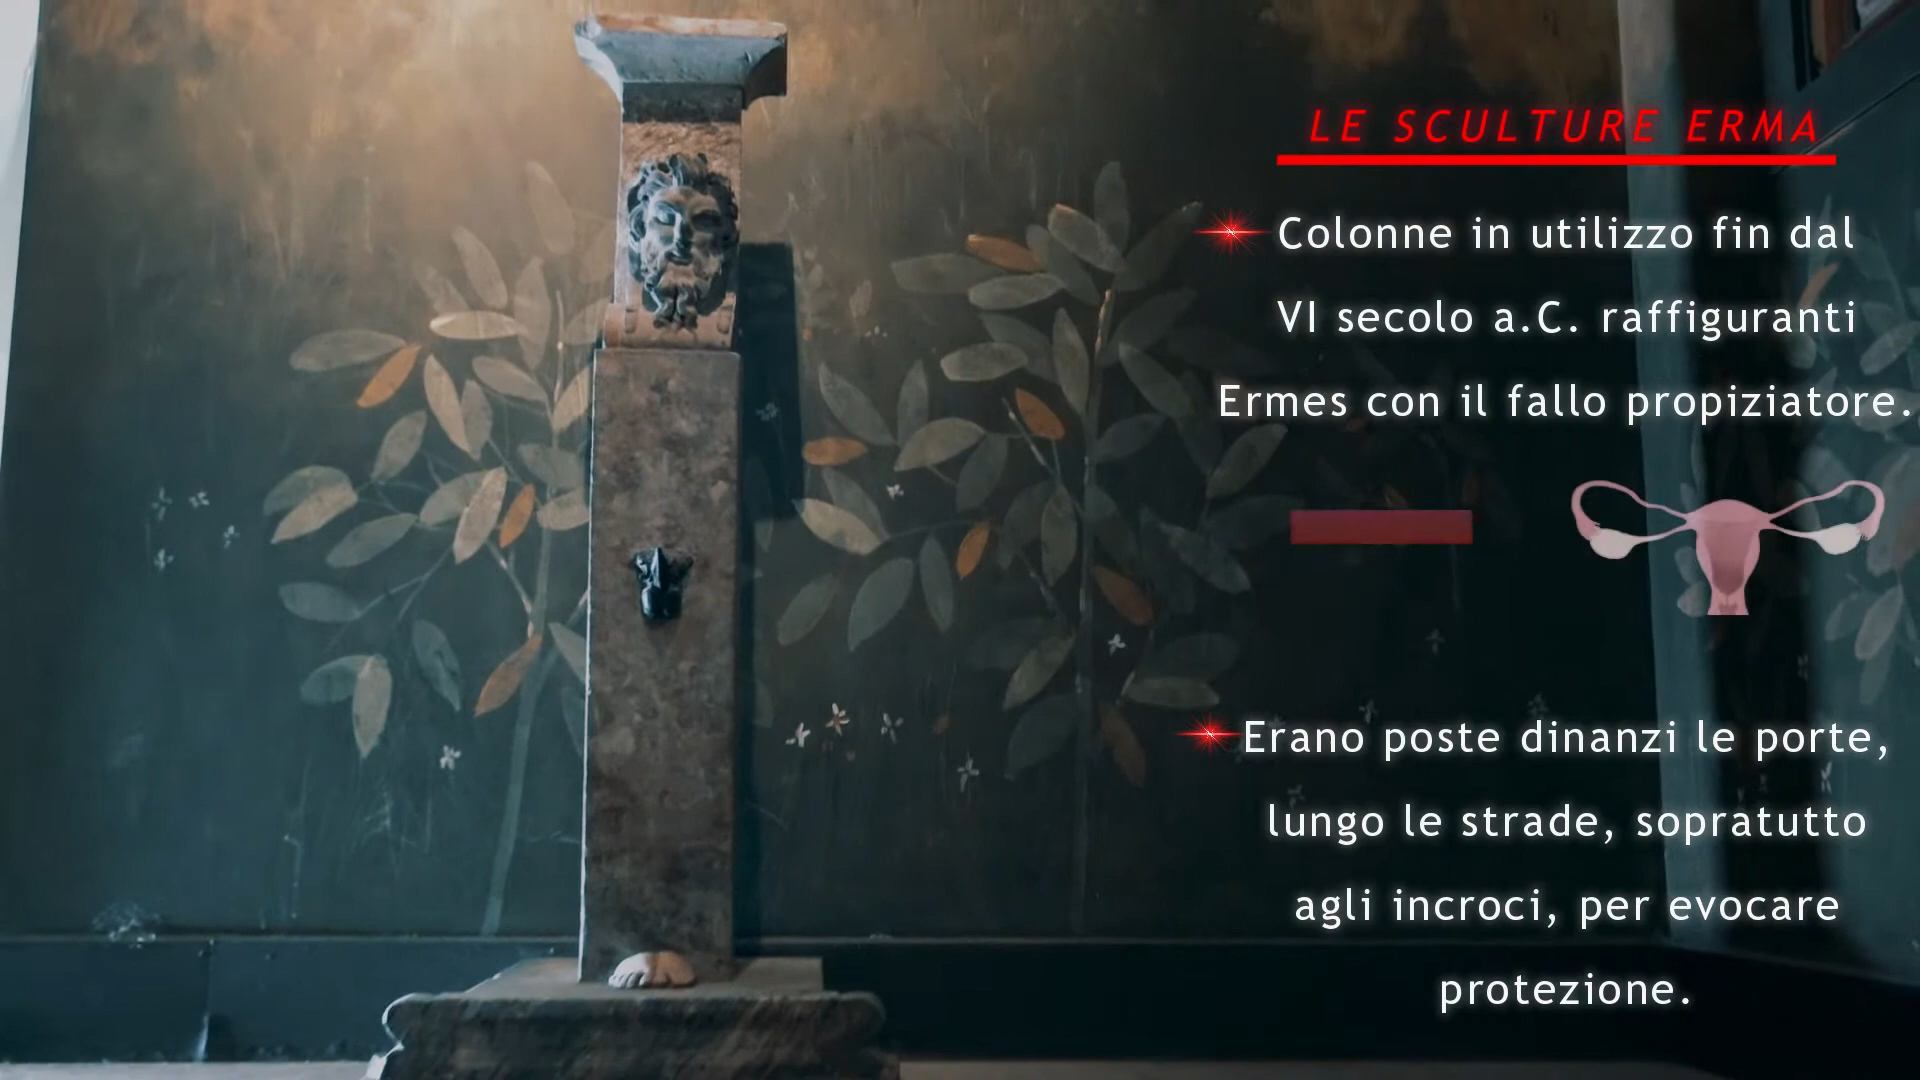 LE SCULTURE ERMA
Colonne in utilizzo fin dal
VI secolo a.C. raffiguranti
Ermes con il fallo propiziatore.
Erano poste dinanzi le porte,
lungo le strade, sopratutto
agli incroci, per evocare
protezione.